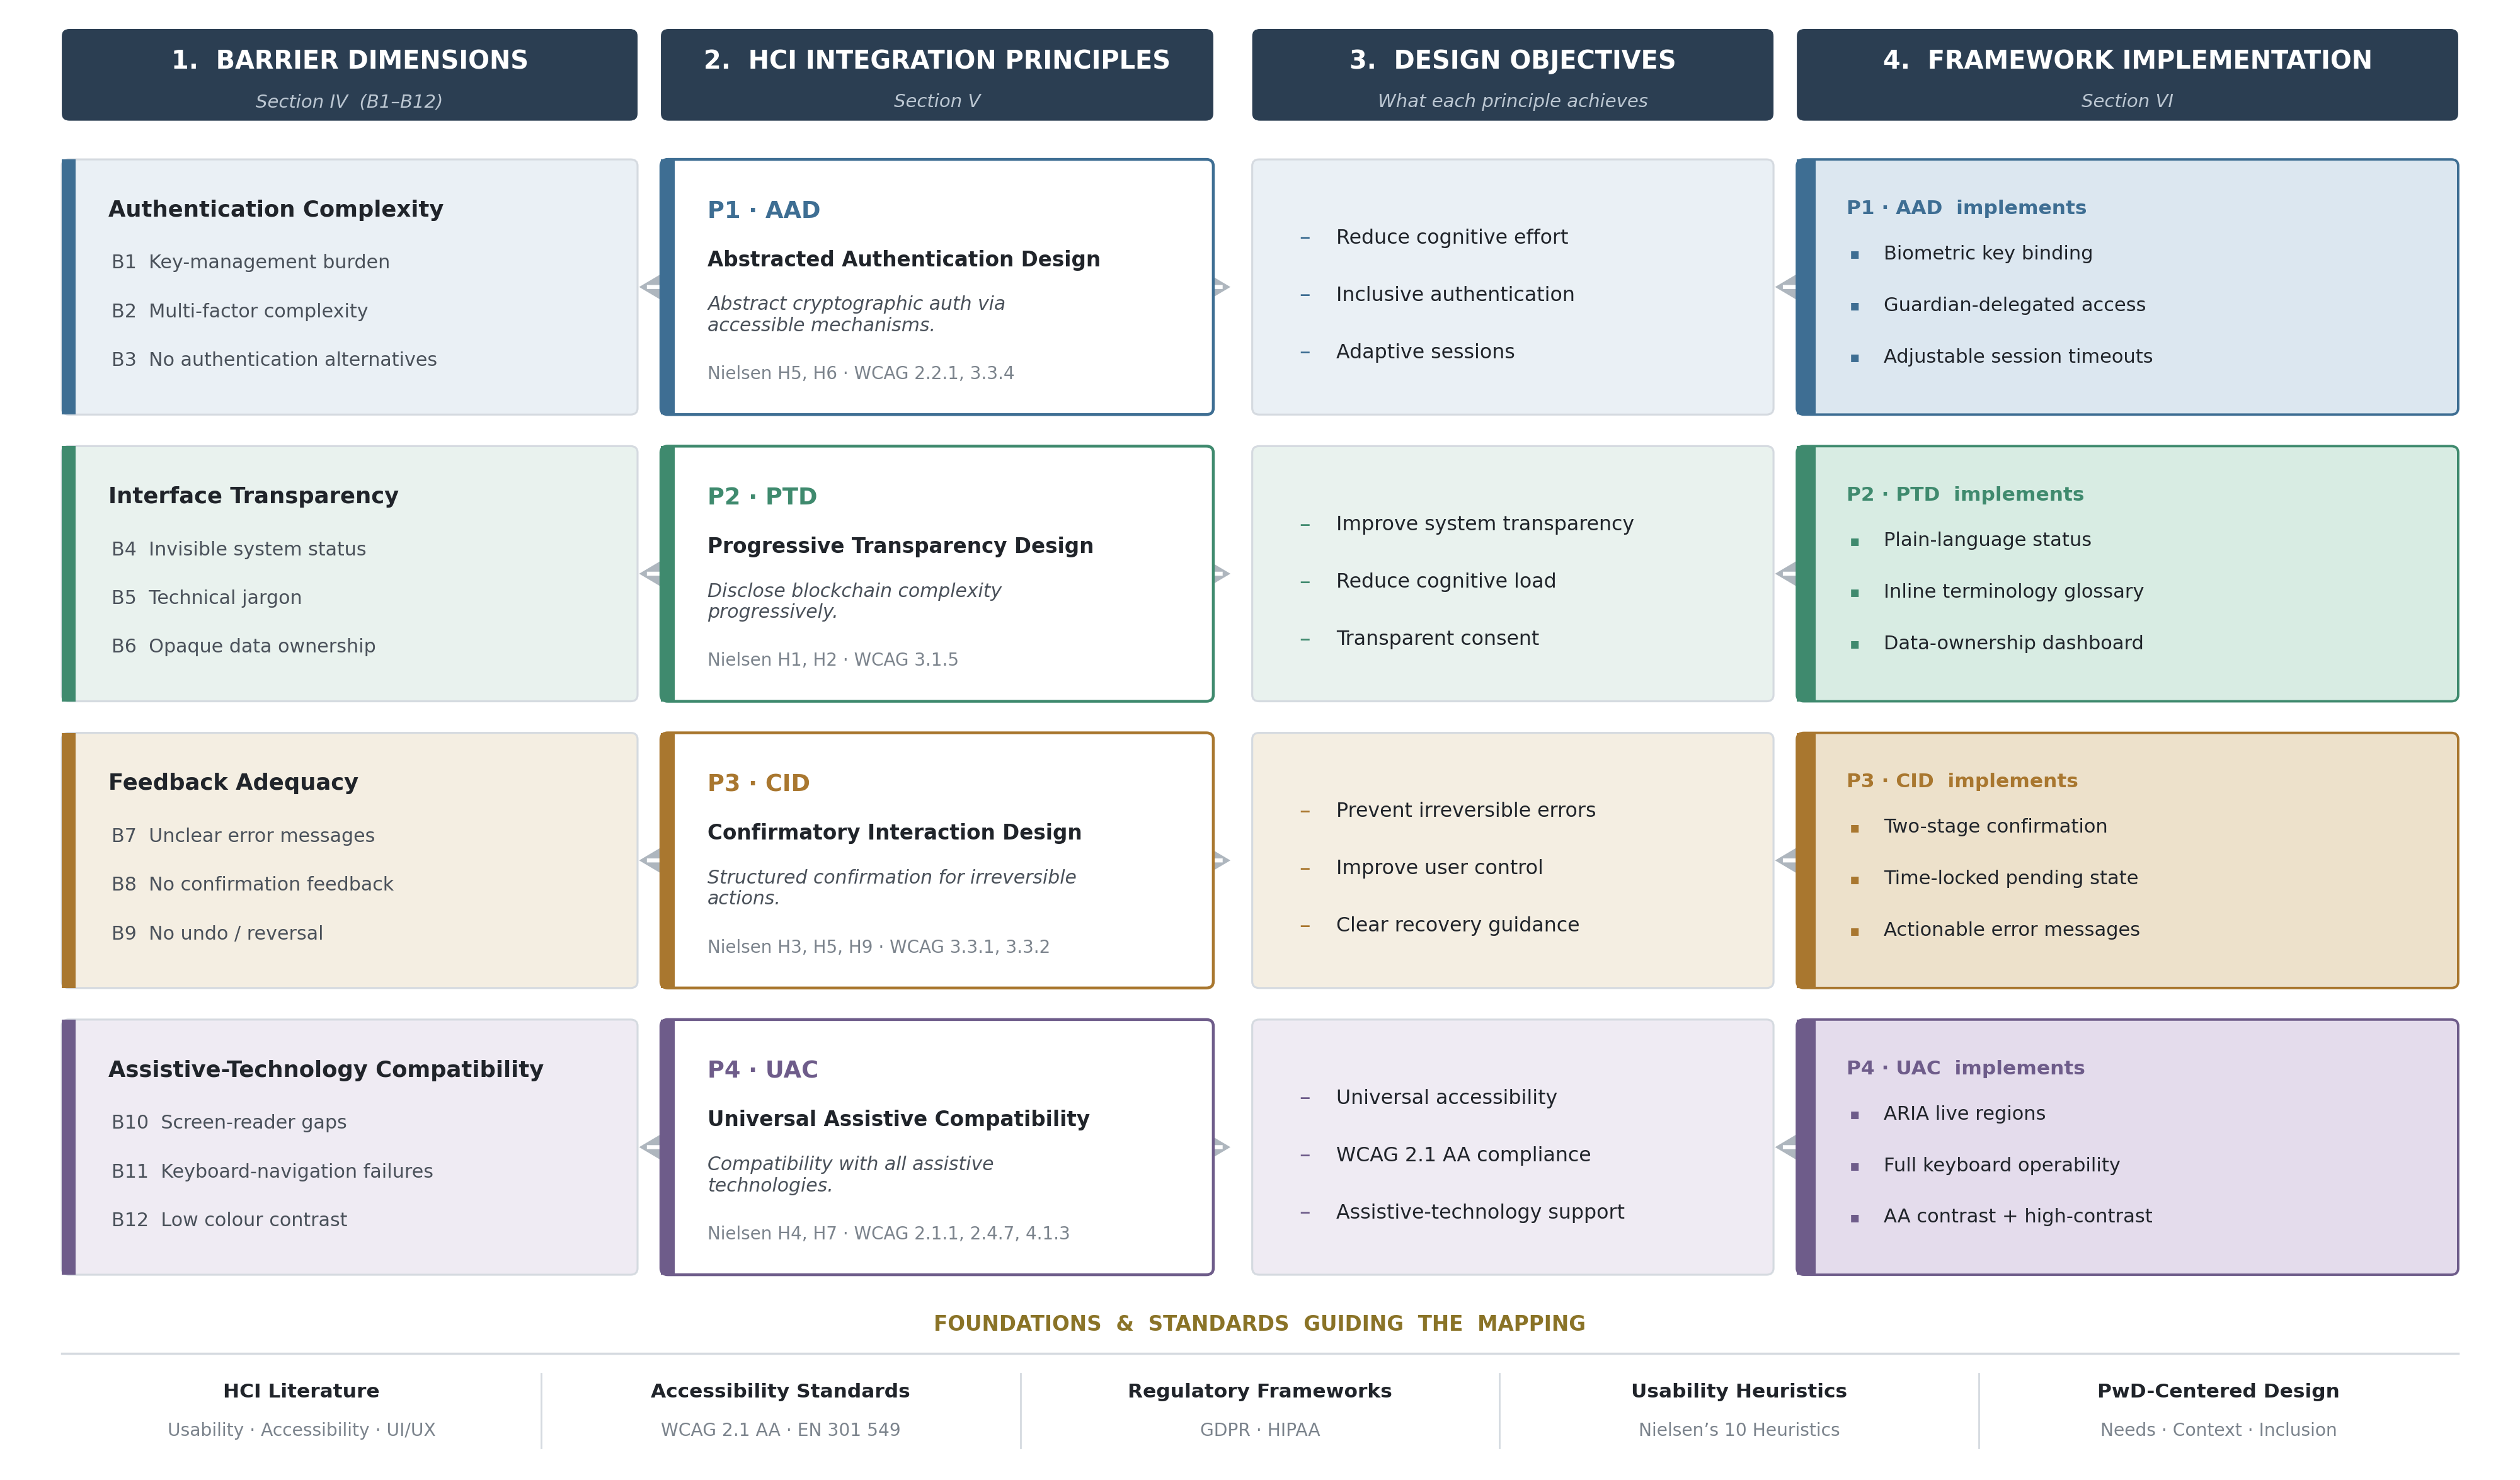 1. BARRIER DIMENSIONS
Section IV (B1–B12)
2. HCI INTEGRATION PRINCIPLES
Section V
3. DESIGN OBJECTIVES
What each principle achieves
4. FRAMEWORK IMPLEMENTATION
Section VI
Authentication Complexity
B1 Key-management burden
B2 Multi-factor complexity
B3 No authentication alternatives
P1 · AAD
Abstracted Authentication Design
Abstract cryptographic auth via
accessible mechanisms.
Nielsen H5, H6 · WCAG 2.2.1, 3.3.4
– Reduce cognitive effort
– Inclusive authentication
– Adaptive sessions
P1 · AAD implements
▪ Biometric key binding
▪ Guardian-delegated access
▪ Adjustable session timeouts
Interface Transparency
B4 Invisible system status
B5 Technical jargon
B6 Opaque data ownership
P2 · PTD
Progressive Transparency Design
Disclose blockchain complexity
progressively.
Nielsen H1, H2 · WCAG 3.1.5
– Improve system transparency
– Reduce cognitive load
– Transparent consent
P2 · PTD implements
▪ Plain-language status
▪ Inline terminology glossary
▪ Data-ownership dashboard
Feedback Adequacy
B7 Unclear error messages
B8 No confirmation feedback
B9 No undo / reversal
P3 · CID
Confirmatory Interaction Design
Structured confirmation for irreversible
actions.
Nielsen H3, H5, H9 · WCAG 3.3.1, 3.3.2
– Prevent irreversible errors
– Improve user control
– Clear recovery guidance
P3 · CID implements
▪ Two-stage confirmation
▪ Time-locked pending state
▪ Actionable error messages
Assistive-Technology Compatibility
B10 Screen-reader gaps
B11 Keyboard-navigation failures
B12 Low colour contrast
P4 · UAC
Universal Assistive Compatibility
Compatibility with all assistive
technologies.
Nielsen H4, H7 · WCAG 2.1.1, 2.4.7, 4.1.3
– Universal accessibility
– WCAG 2.1 AA compliance
– Assistive-technology support
P4 · UAC implements
▪ ARIA live regions
▪ Full keyboard operability
▪ AA contrast + high-contrast
FOUNDATIONS & STANDARDS GUIDING THE MAPPING
HCI Literature
Usability · Accessibility · UI/UX
Accessibility Standards
WCAG 2.1 AA · EN 301 549
Regulatory Frameworks
GDPR · HIPAA
Usability Heuristics
Nielsen’s 10 Heuristics
PwD-Centered Design
Needs · Context · Inclusion